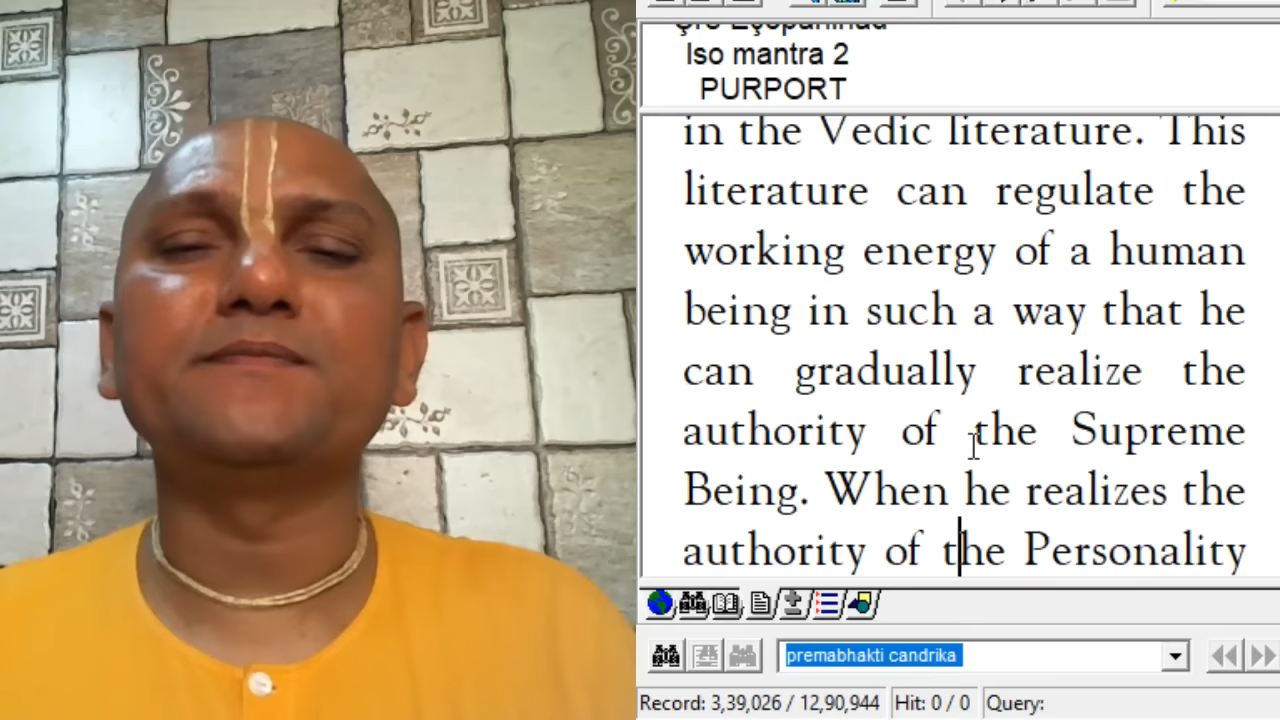 Çré Éçopaniñad
Iso mantra 2
PURPORT
in the Vedic literature. This
literature can regulate the
working energy of a human
being in such a way that he
can gradually realize the
authority of the Supreme
Being. When he realizes the
authority of the Personality
premabhakti candrika
Record: 3,39,026 / 12,90,944 Hit: 0 / 0 Query: